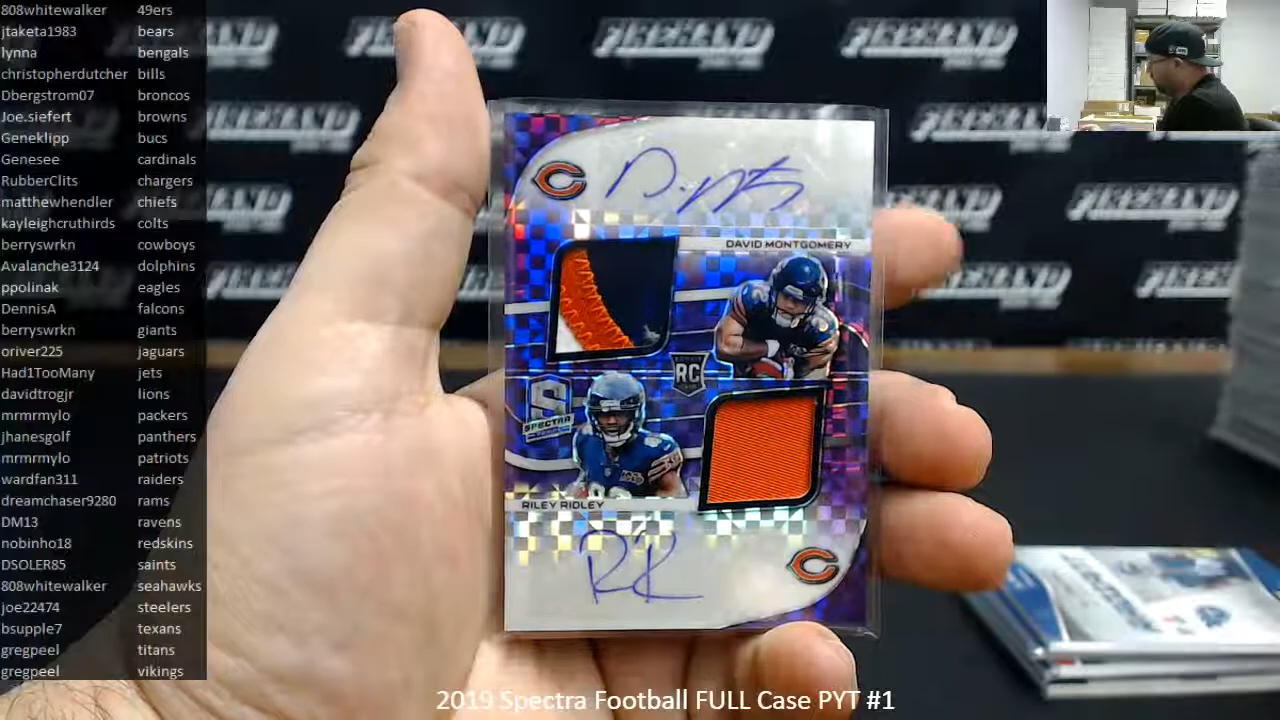 808whitewalker 49ers
jtaketa1983 bears
lynna bengals
christopherdutcher bills
Dbergstrom07 broncos
Joe.siefert browns
Geneklipp bucs
Genesee cardinals
RubberClits chargers
matthewhendler chiefs
kayleighcruthirds colts
berryswrkn cowboys
Avalanche3124 dolphins
ppolinak eagles
DennisA falcons
berryswrkn giants
oriver225 jaguars
Had1TooMany jets
davidtrogjr lions
mrmrmylo packers
jhanesgolf panthers
mrmrmylo patriots
wardfan311 raiders
dreamchaser9280 rams
DM13 ravens
nobinho18 redskins
DSOLER85 saints
808whitewalker seahawks
joe22474 steelers
bsupple7 texans
gregpeel titans
gregpeel vikings
FIREHAND
DAVID MONTGOMERY
RC
S
SPECTRA
RILEY RIDLEY
2019 Spectra Football FULL Case PYT #1